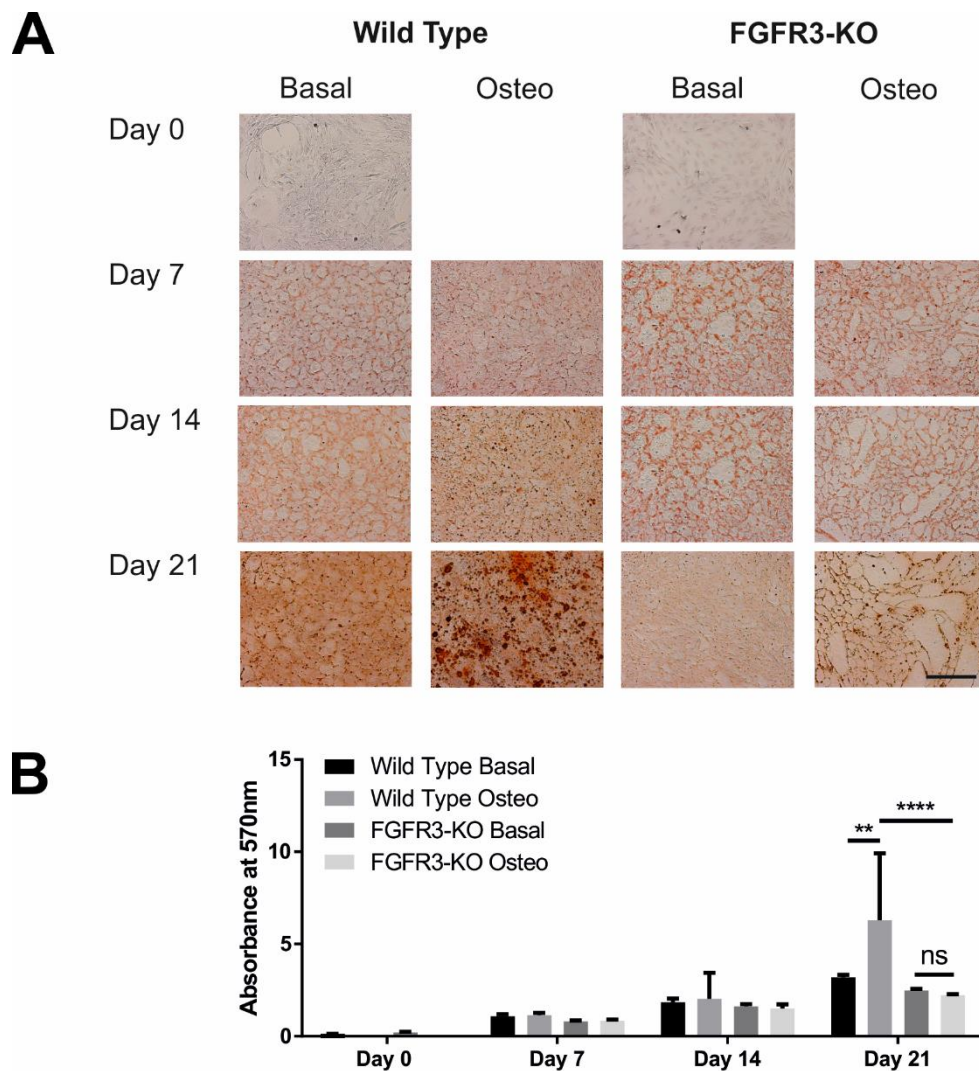 A
Wild Type FGFR3-KO
Basal Osteo Basal Osteo
Day 0
Day 7
Day 14
Day 21
B
15
10
5
0
Absorbance at 570nm
Wild Type Basal
Wild Type Osteo
FGFR3-KO Basal
FGFR3-KO Osteo
****
**
ns
Day 0 Day 7 Day 14 Day 21